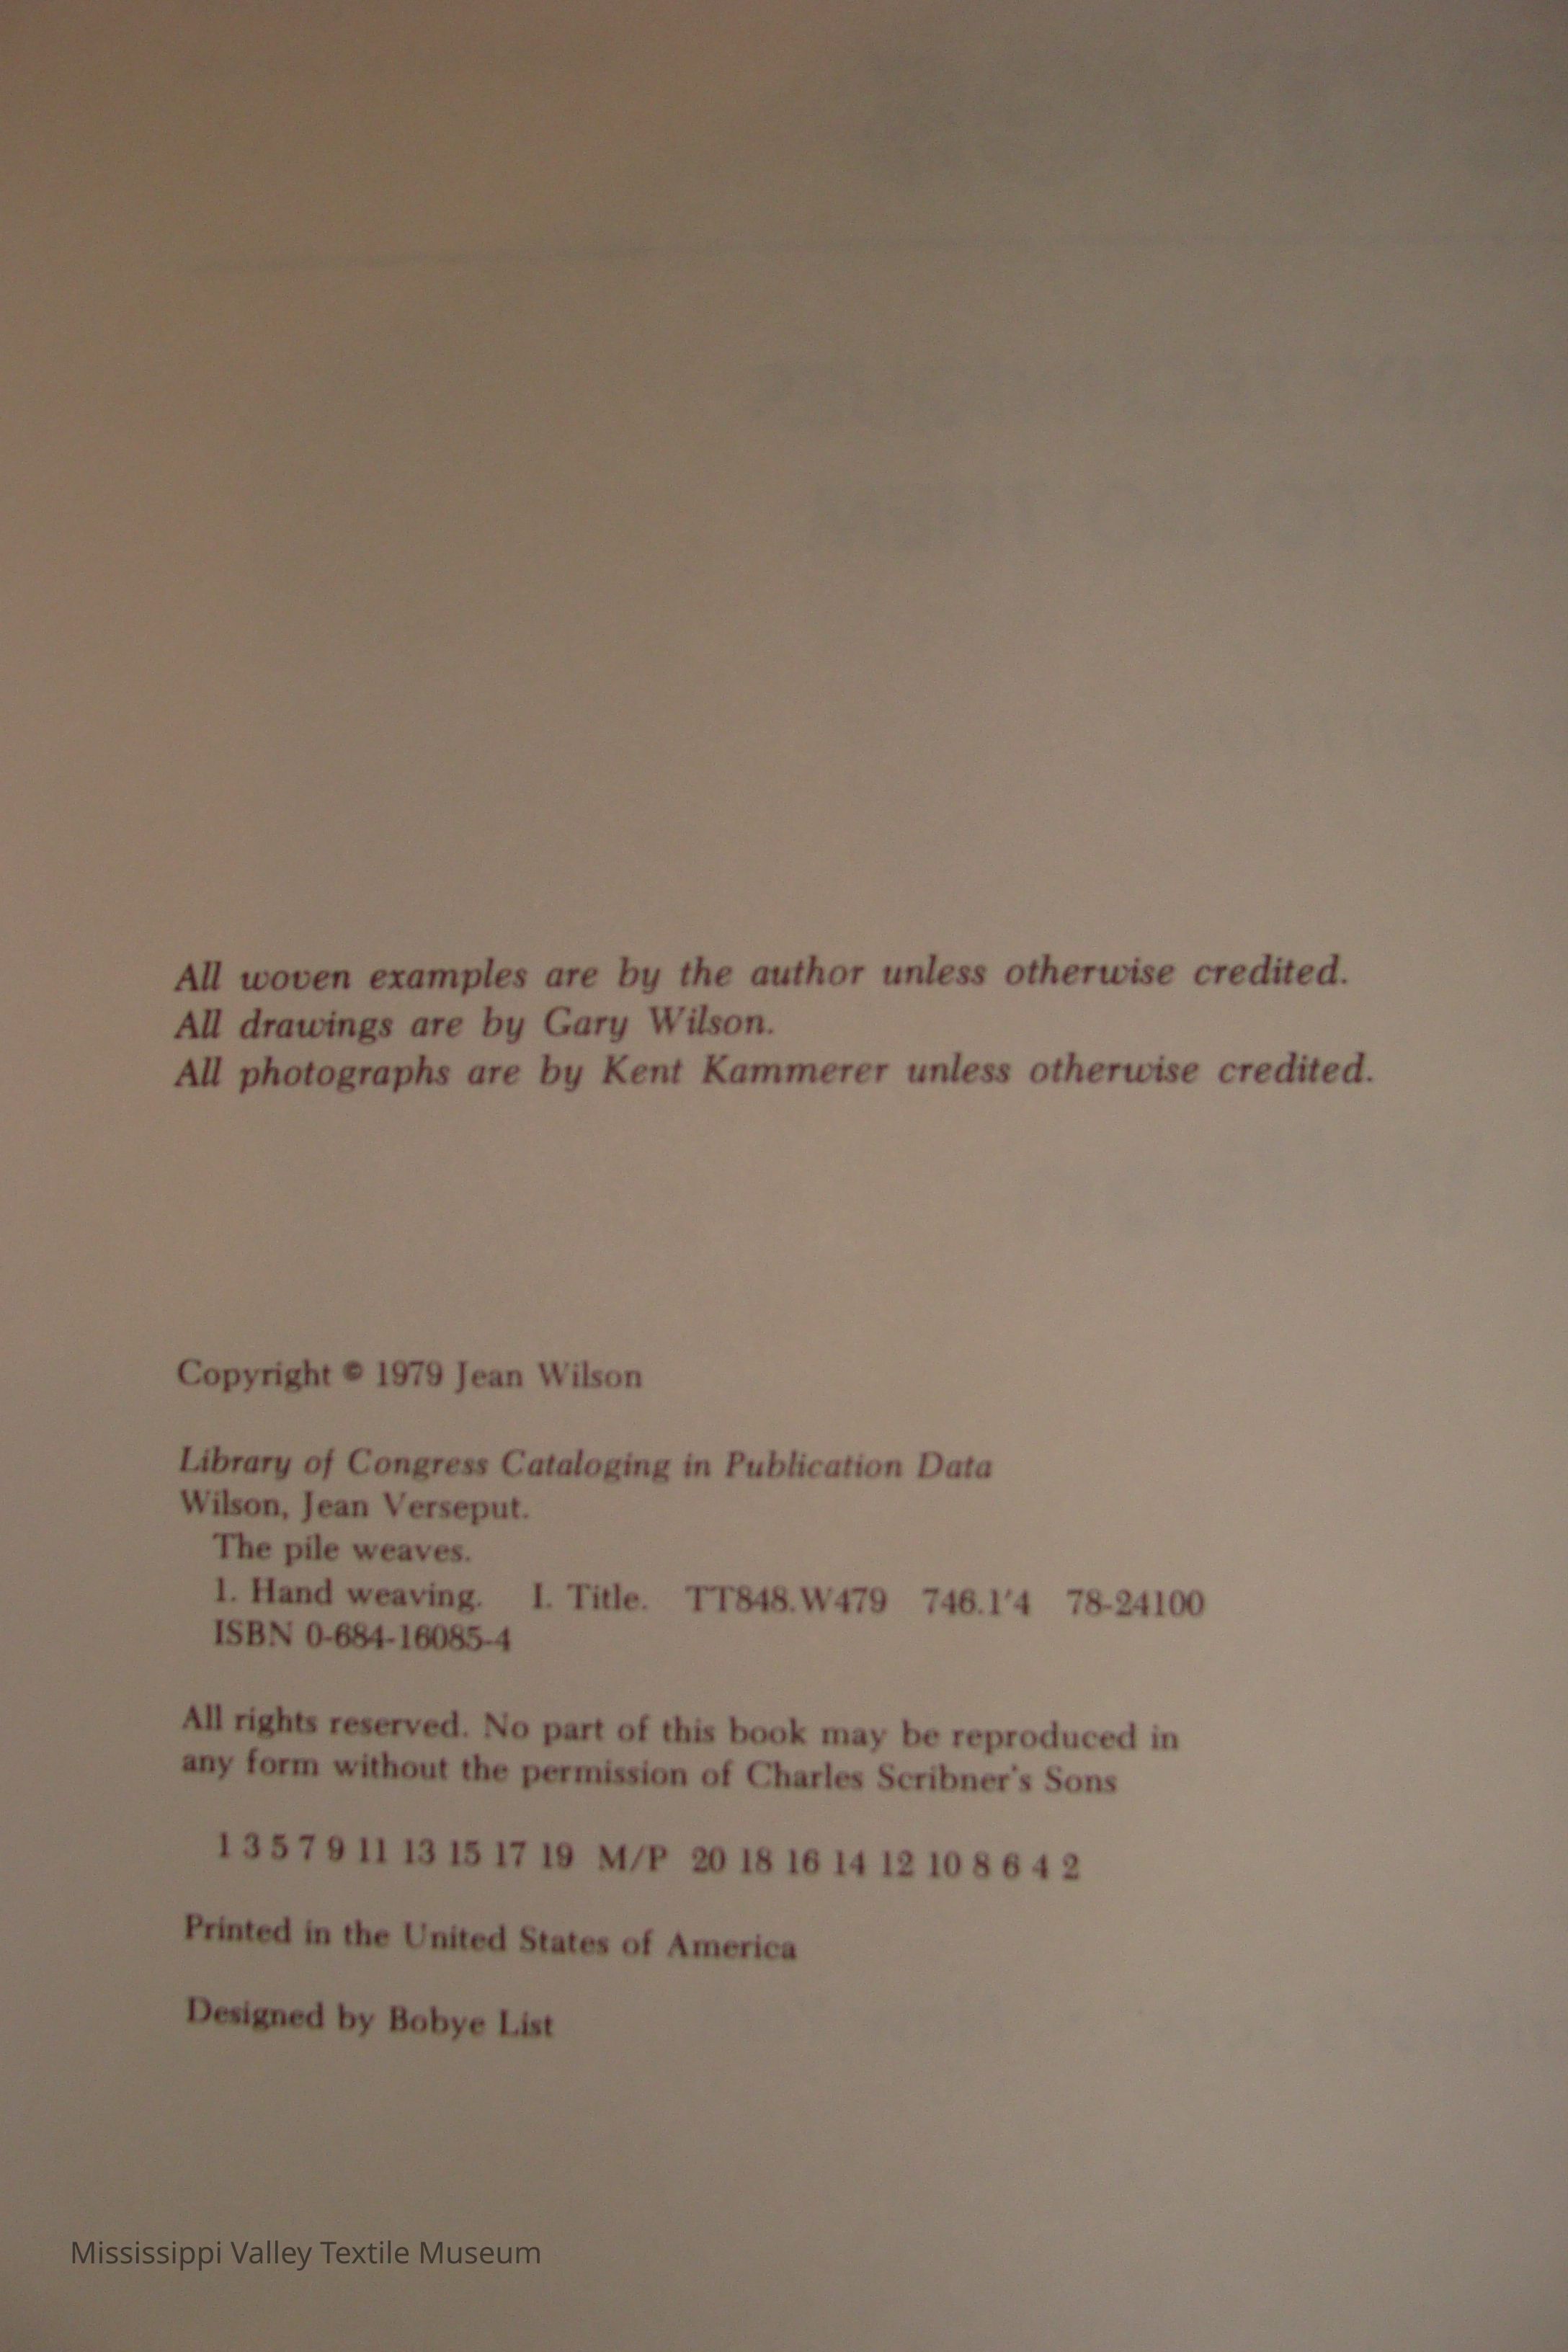 All woven examples are by the author unless otherwise credited.
All drawings are by Gary Wilson.
All photographs are by Kent Kammerer unless otherwise credited.
Copyright © 1979 Jean Wilson
Library of Congress Cataloging in Publication Data
Wilson, Jean Verseput.
The pile weaves.
1. Hand weaving. I. Title. TT848.W479 746.1'4 78-24100
ISBN 0-684-16085-4
All rights reserved. No part of this book may be reproduced in
any form without the permission of Charles Scribner's Sons
1 3 5 7 9 11 13 15 17 19 M/P 20 18 16 14 12 10 8 6 4 2
Printed in the United States of America
Designed by Bobye List
Mississippi Valley Textile Museum